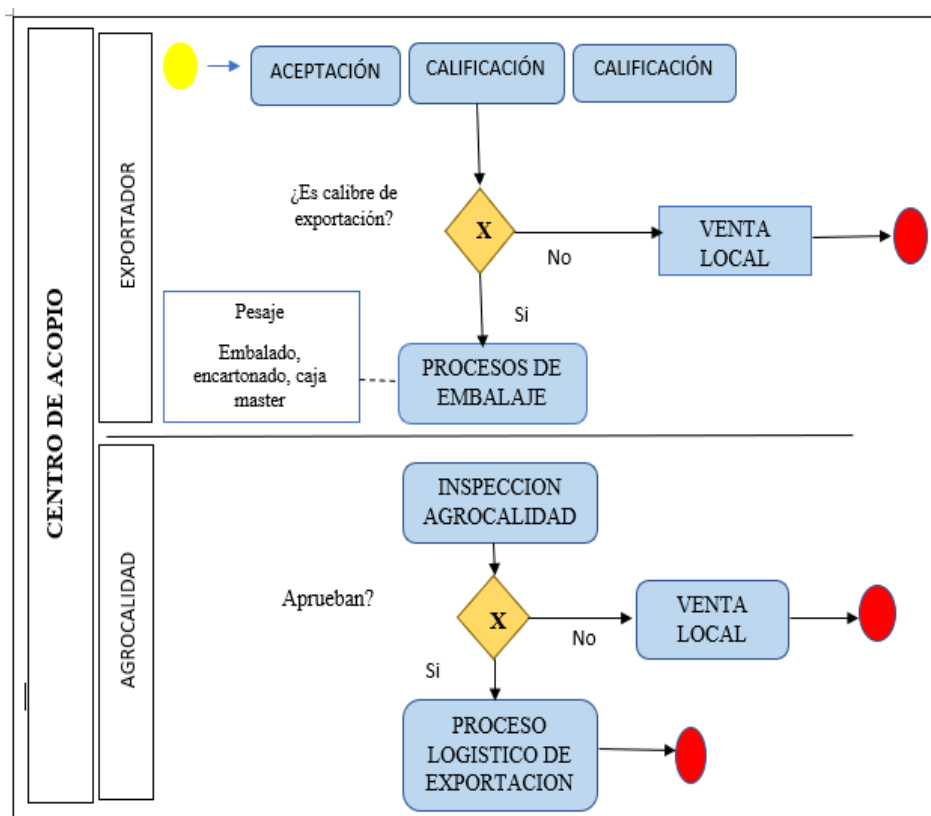 CENTRO DE ACOPIO
EXPORTADOR
ACEPTACIÓN
CALIFICACIÓN
CALIFICACIÓN
¿Es calibre de
exportación?
X
No
VENTA
LOCAL
Si
Pesaje
Embalado,
encartonado, caja
master
PROCESOS DE
EMBALAJE
AGROCALIDAD
INSPECCION
AGROCALIDAD
Aprueban?
X
No
VENTA
LOCAL
Si
PROCESO
LOGISTICO DE
EXPORTACION